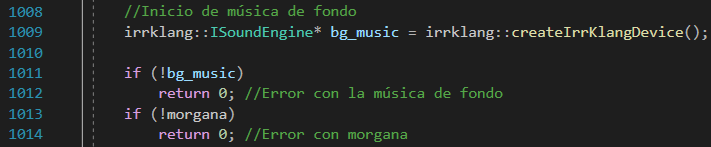 1008 //Inicio de música de fondo
1009 irrklang::ISoundEngine* bg_music = irrklang::createIrrKlangDevice();
1010
1011 if (!bg_music)
1012 return 0; //Error con la música de fondo
1013 if (!morgana)
1014 return 0; //Error con morgana